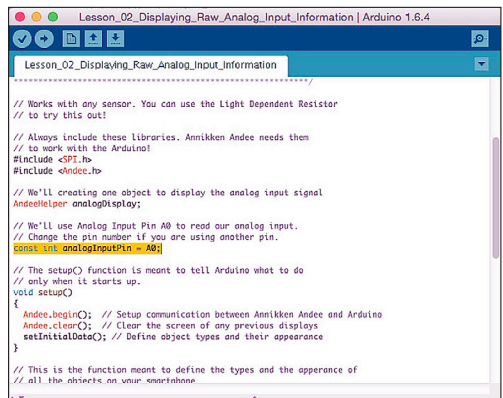 Lesson_02_Displaying_Raw_Analog_Input_Information | Arduino 1.6.4
Lesson_02_Displaying_Raw_Analog_Input_Information
**********************************************************/
// Works with any sensor. You can use the Light Dependent Resistor
// to try this out!
// Always include these libraries. Annikken Andee needs them
// to work with the Arduino!
#include <SPI.h>
#include <Andee.h>
// We'll creating one object to display the analog input signal
AndeeHelper analogDisplay;
// We'll use Analog Input Pin A0 to read our analog input.
// Change the pin number if you are using another pin.
const int analogInputPin = A0;
// The setup() function is meant to tell Arduino what to do
// only when it starts up.
void setup()
{
Andee.begin(); // Setup communication between Annikken Andee and Arduino
Andee.clear(); // Clear the screen of any previous displays
setInitialData(); // Define object types and their appearance
}
// This is the function meant to define the types and the apperance of
// all the objects on your smartphone